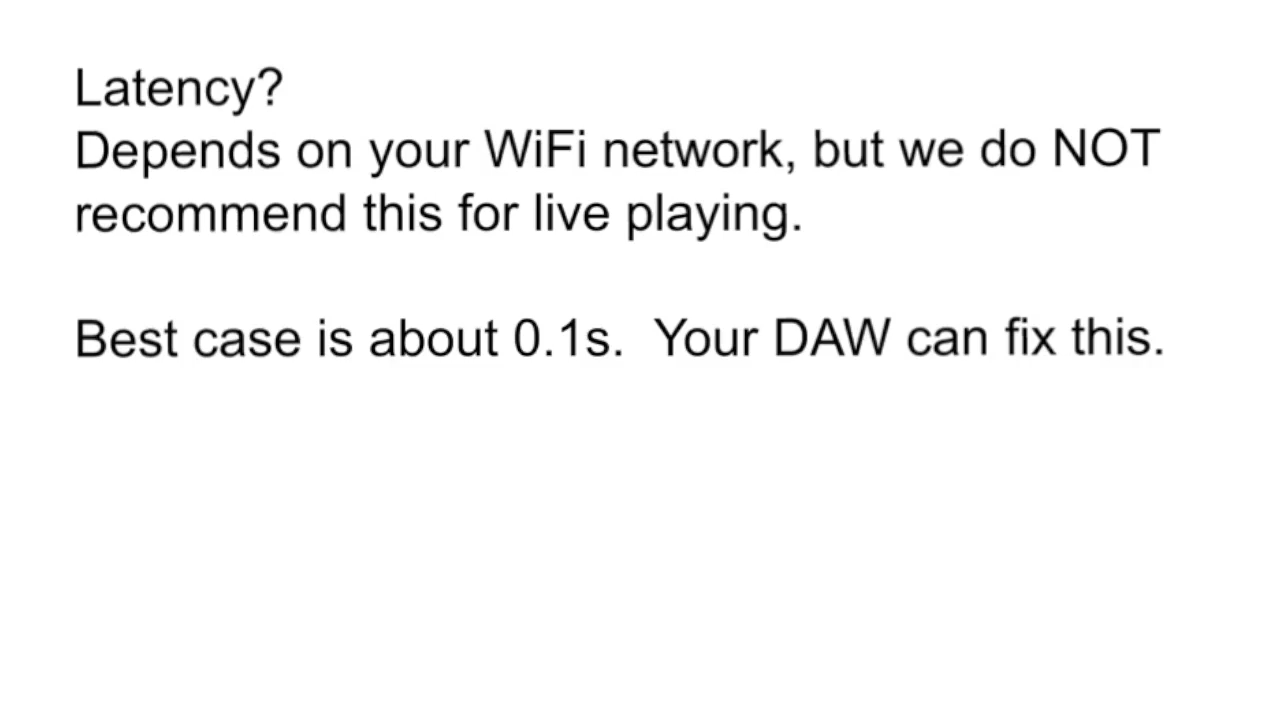 Latency?
Depends on your WiFi network, but we do NOT
recommend this for live playing.
Best case is about 0.1s.  Your DAW can fix this.